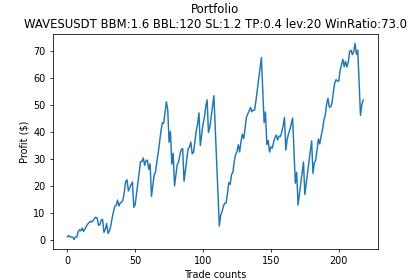 Portfolio
WAVESUSDT BBM:1.6 BBL:120 SL:1.2 TP:0.4 lev:20 WinRatio:73.0
70
60
50
40
30
20
10
0
Profit ($)
0 50 100 150 200
Trade counts